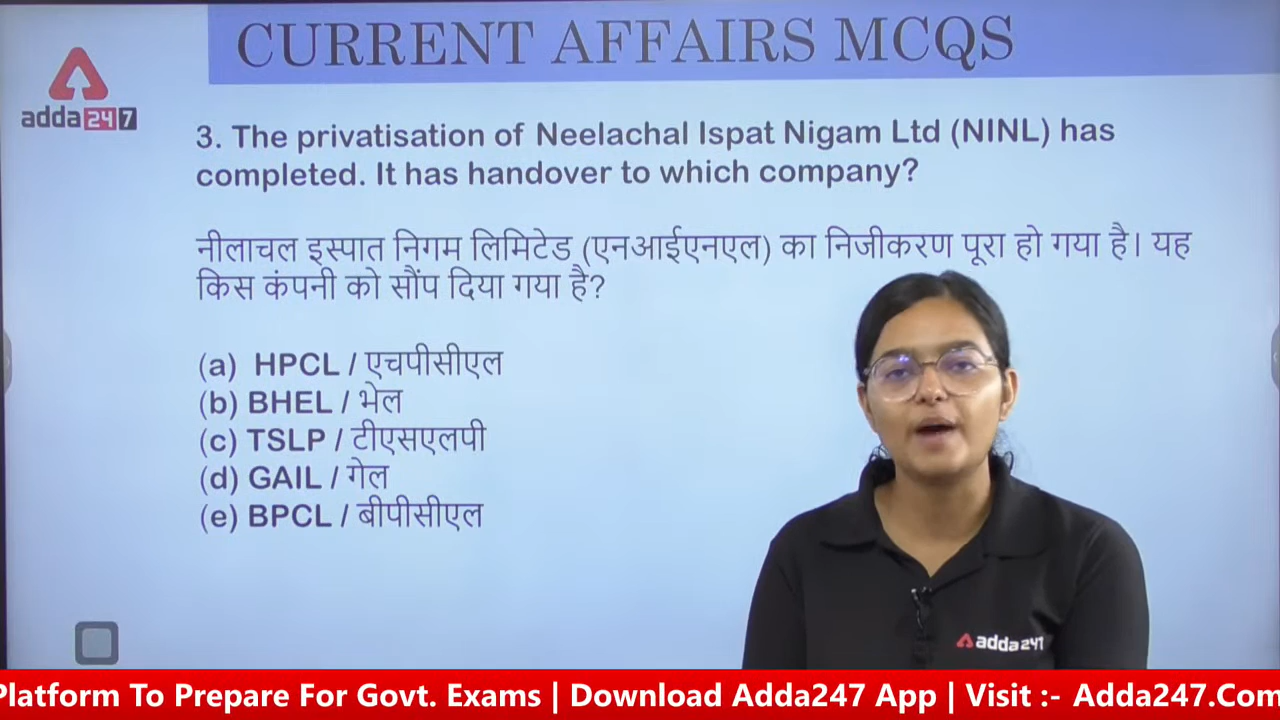 CURRENT AFFAIRS MCQS
adda247
3. The privatisation of Neelachal Ispat Nigam Ltd (NINL) has
completed. It has handover to which company?
नीलाचल इस्पात निगम लिमिटेड (एनआईएनएल) का निजीकरण पूरा हो गया है। यह
किस कंपनी को सौंप दिया गया है?
(a) HPCL / एचपीसीएल
(b) BHEL / भेल
(c) TSLP / टीएसएलपी
(d) GAIL / गेल
(e) BPCL / बीपीसीएल
adda247
Platform To Prepare For Govt. Exams | Download Adda247 App | Visit :- Adda247.Com